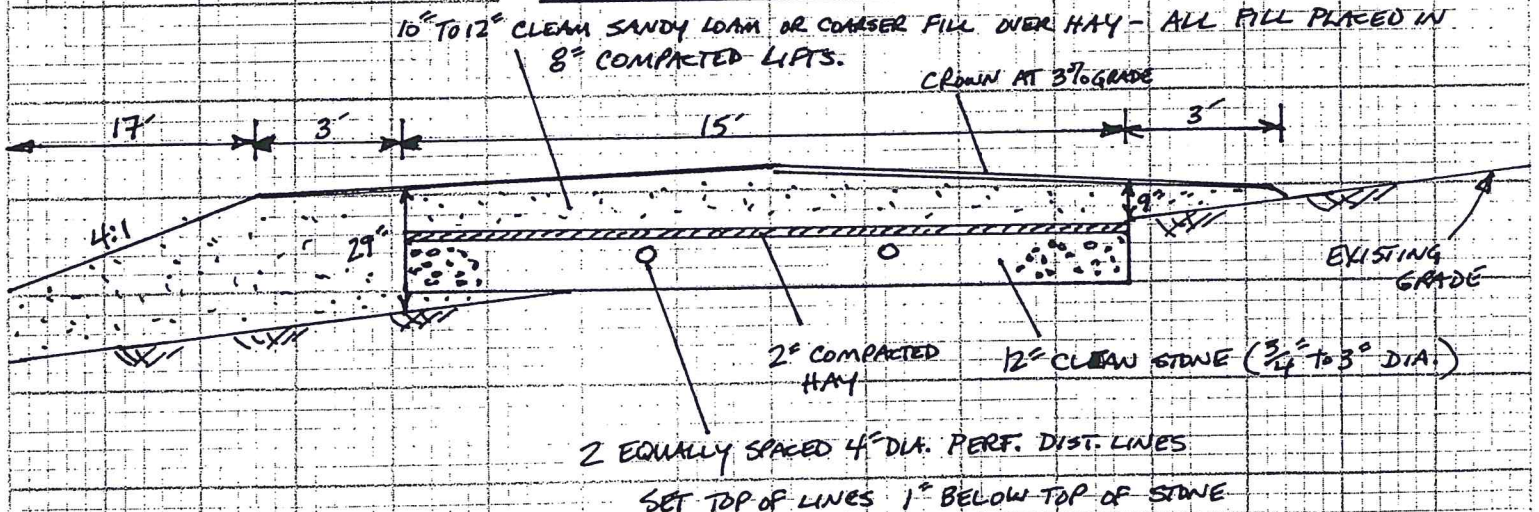 10" TO 12" CLEAN SANDY LOAM OR COARSER FILL OVER HAY - ALL FILL PLACED IN
8" COMPACTED LIFTS.
CROWN AT 3% GRADE
17'
3'
15'
3'
4:1
29"
9"
EXISTING
GRADE
2" COMPACTED
HAY
12" CLEAN STONE (3/4" TO 3" DIA.)
2 EQUALLY SPACED 4" DIA. PERF. DIST. LINES
SET TOP OF LINES 1" BELOW TOP OF STONE